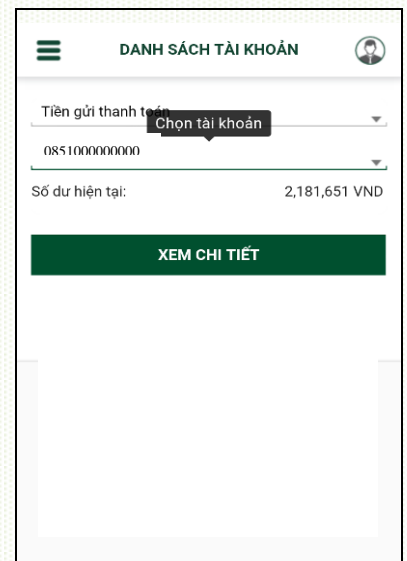 DANH SÁCH TÀI KHOẢN
Tiền gửi thanh toán
Chọn tài khoản
0851000000000
Số dư hiện tại: 2,181,651 VND
XEM CHI TIẾT